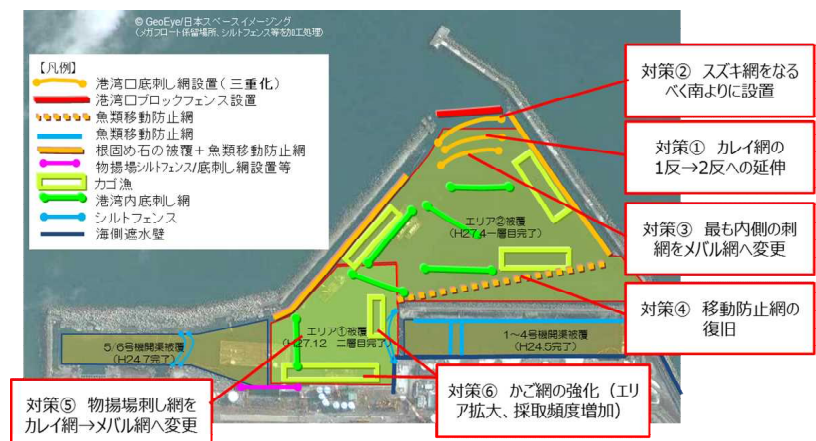 © GeoEye/日本スペースイメージング
(メガフロート係留場所、シルトフェンス等を加工処理)
【凡例】
港湾口底刺し網設置(三重化)
港湾口ブロックフェンス設置
魚類移動防止網
魚類移動防止網
根固め石の被覆+魚類移動防止網
物揚場シルトフェンス/底刺し網設置等
カゴ漁
港湾内底刺し網
シルトフェンス
海側遮水壁
対策② スズキ網をなる
べく南よりに設置
対策① カレイ網の
1反→2反への延伸
対策③ 最も内側の刺
網をメバル網へ変更
対策④ 移動防止網の
復旧
エリア②被覆
(H27.4一層目完了)
エリア①被覆
(H27.12 二層目完了)
5/6号機開渠被覆
(H24.7完了)
1~4号機開渠被覆
(H24.5完了)
対策⑤ 物揚場刺し網を
カレイ網→メバル網へ変更
対策⑥ かご網の強化(エリ
ア拡大、採取頻度増加)